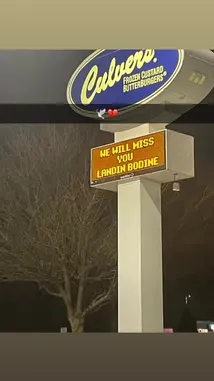 Culver's
FROZEN CUSTARD
BUTTERBURGERS®
WE WILL MISS
YOU
LANDIN BODINE